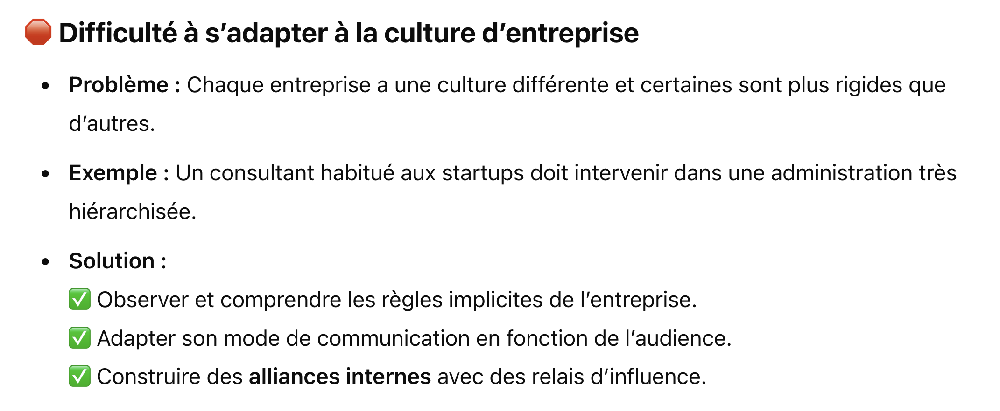 Difficulté à s’adapter à la culture d’entreprise
• Problème : Chaque entreprise a une culture différente et certaines sont plus rigides que
d’autres.
• Exemple : Un consultant habitué aux startups doit intervenir dans une administration très
hiérarchisée.
• Solution :
✅ Observer et comprendre les règles implicites de l’entreprise.
✅ Adapter son mode de communication en fonction de l’audience.
✅ Construire des alliances internes avec des relais d’influence.